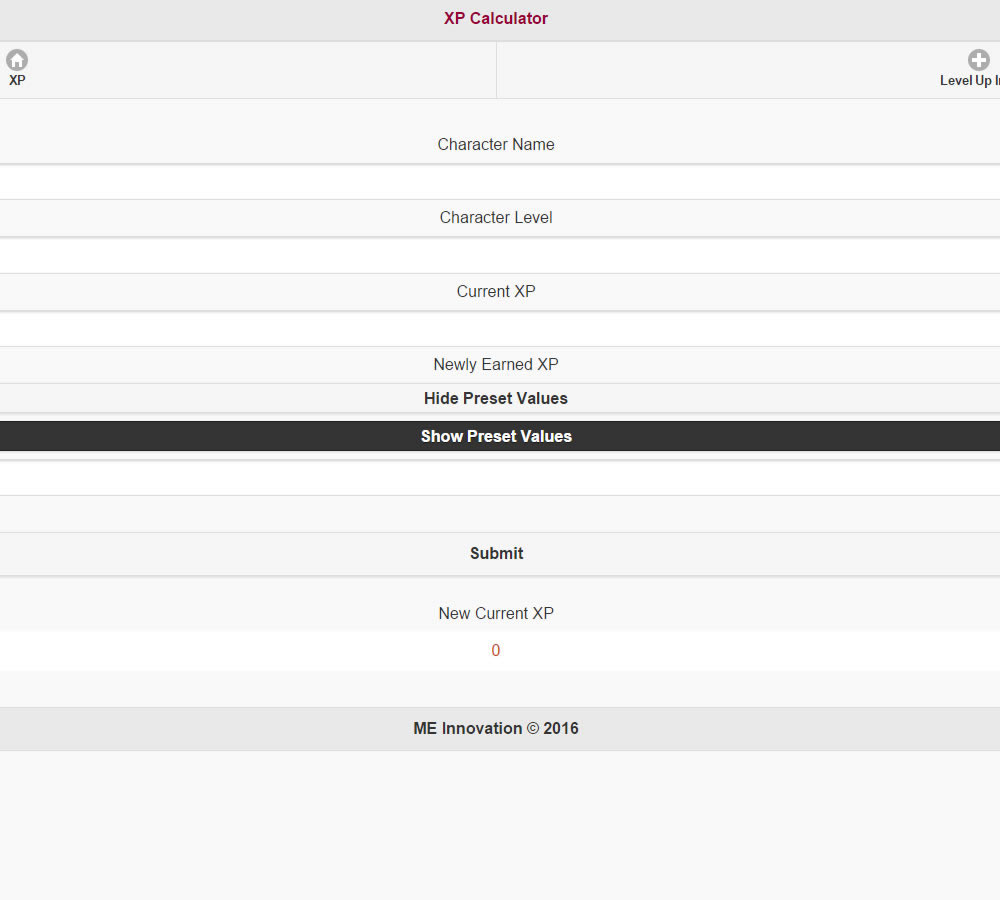 XP Calculator
XP
Level Up
Character Name
Character Level
Current XP
Newly Earned XP
Hide Preset Values
Show Preset Values
Submit
New Current XP
0
ME Innovation © 2016